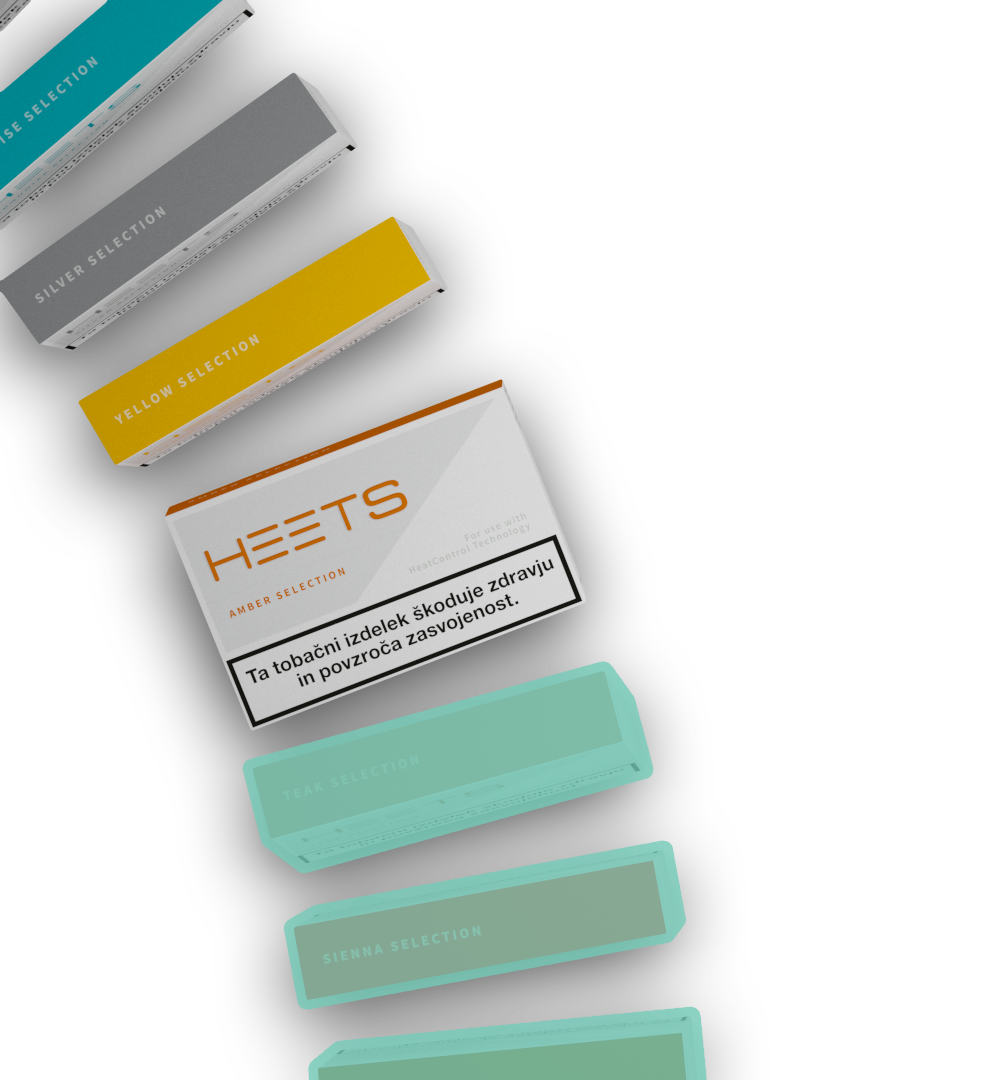 SELECTION
SILVER SELECTION
YELLOW SELECTION
HEETS
AMBER SELECTION
For use with
HeatControl Technology
Ta tobačni izdelek škoduje zdravju
in povzroča zasvojenost.
TEAK SELECTION
SIENNA SELECTION